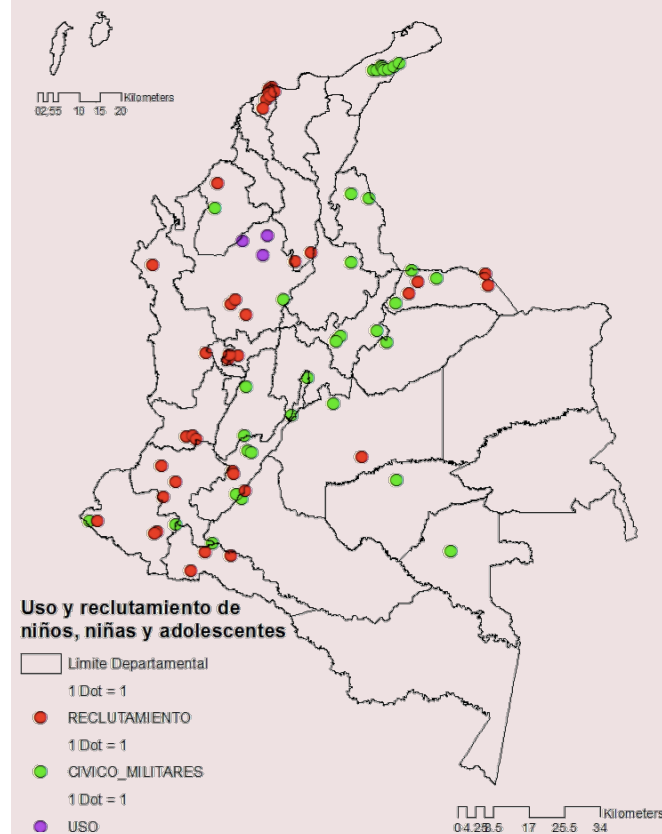 Kilometers
02,55 10 15 20
Uso y reclutamiento de
niños, niñas y adolescentes
Límite Departamental
1 Dot = 1
RECLUTAMIENTO
1 Dot = 1
CIVICO_MILITARES
1 Dot = 1
USO
Kilometers
17 25.5 34